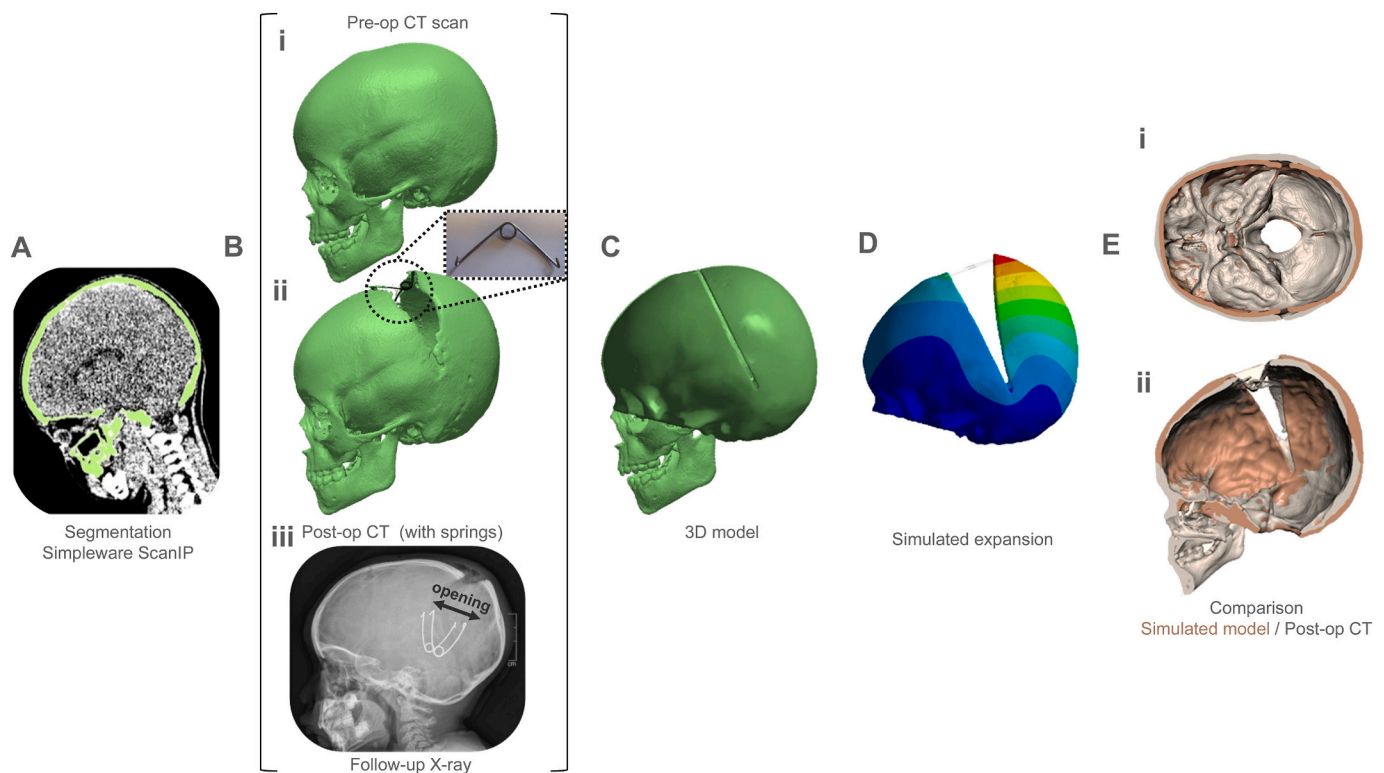 A
Segmentation
Simpleware ScanIP
B
i
Pre-op CT scan
ii
iii
Post-op CT (with springs)
opening
cm
Follow-up X-ray
C
3D model
D
Simulated expansion
E
i
ii
Comparison
Simulated model / Post-op CT